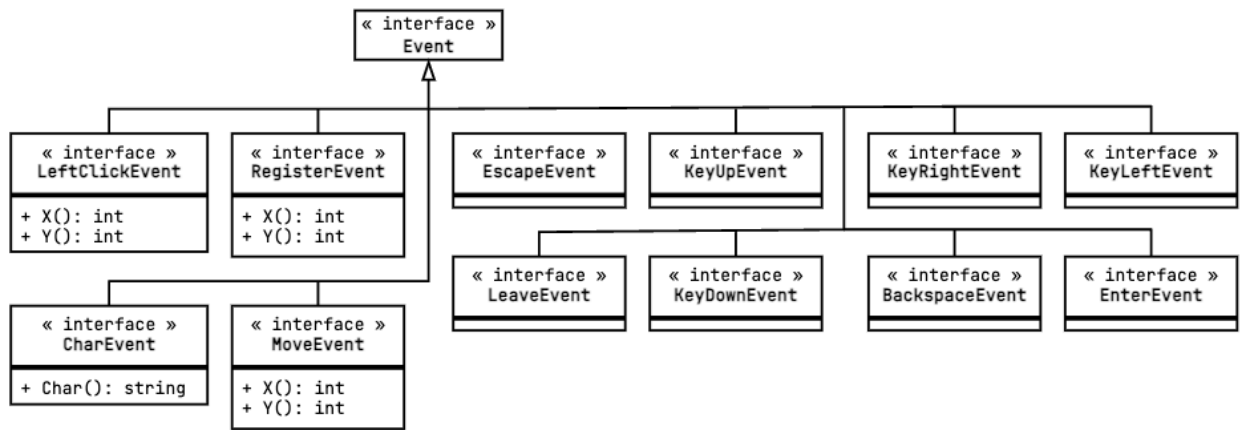 « interface »
Event
« interface »
LeftClickEvent
+ X(): int
+ Y(): int
« interface »
RegisterEvent
+ X(): int
+ Y(): int
« interface »
EscapeEvent
« interface »
KeyUpEvent
« interface »
KeyRightEvent
« interface »
KeyLeftEvent
« interface »
LeaveEvent
« interface »
KeyDownEvent
« interface »
BackspaceEvent
« interface »
EnterEvent
« interface »
CharEvent
+ Char(): string
« interface »
MoveEvent
+ X(): int
+ Y(): int